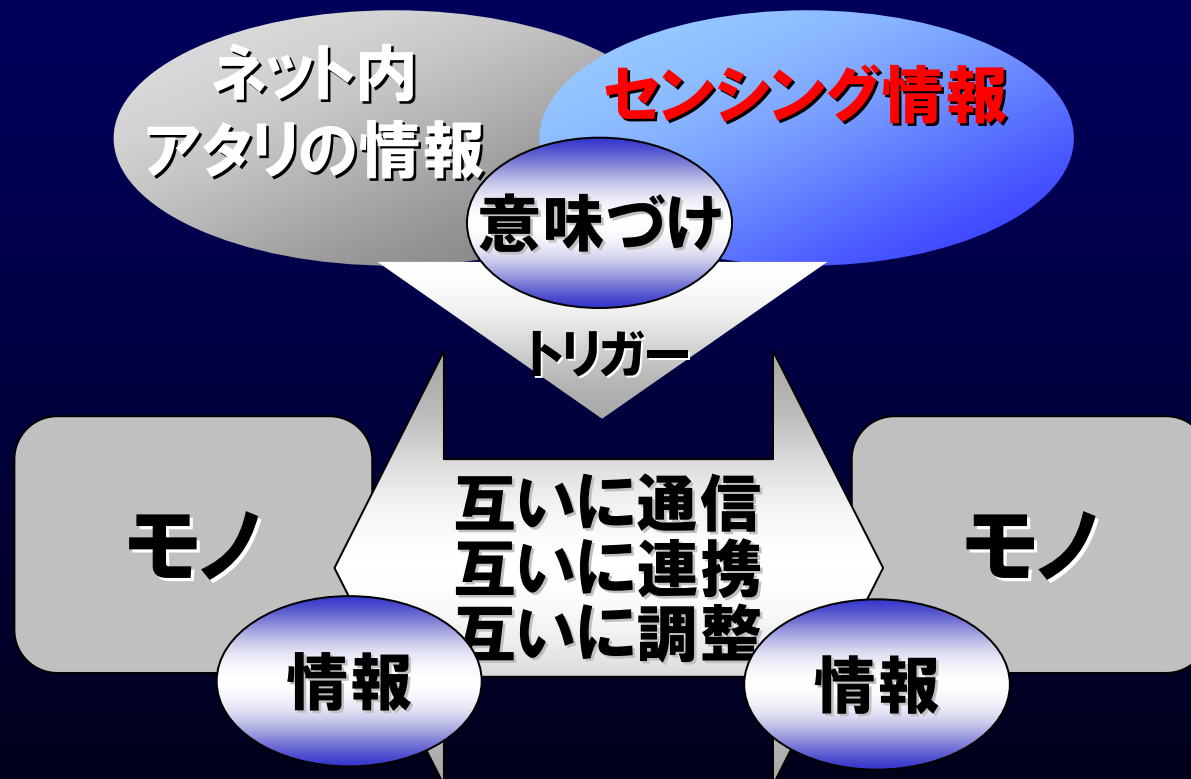 ネット内
アタリの情報
センシング情報
意味づけ
トリガー
互いに通信
互いに連携
互いに調整
モノ
モノ
情報
情報